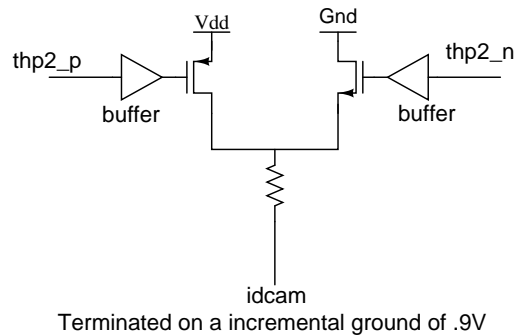 Vdd
Gnd
thp2_p
thp2_n
buffer
buffer
idcam
Terminated on a incremental ground of .9V